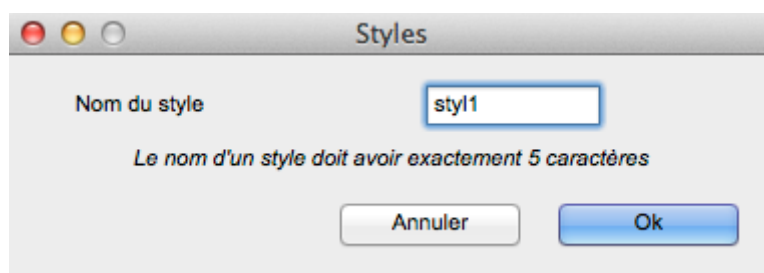 Styles
Nom du style styl1
Le nom d'un style doit avoir exactement 5 caractères
Annuler Ok